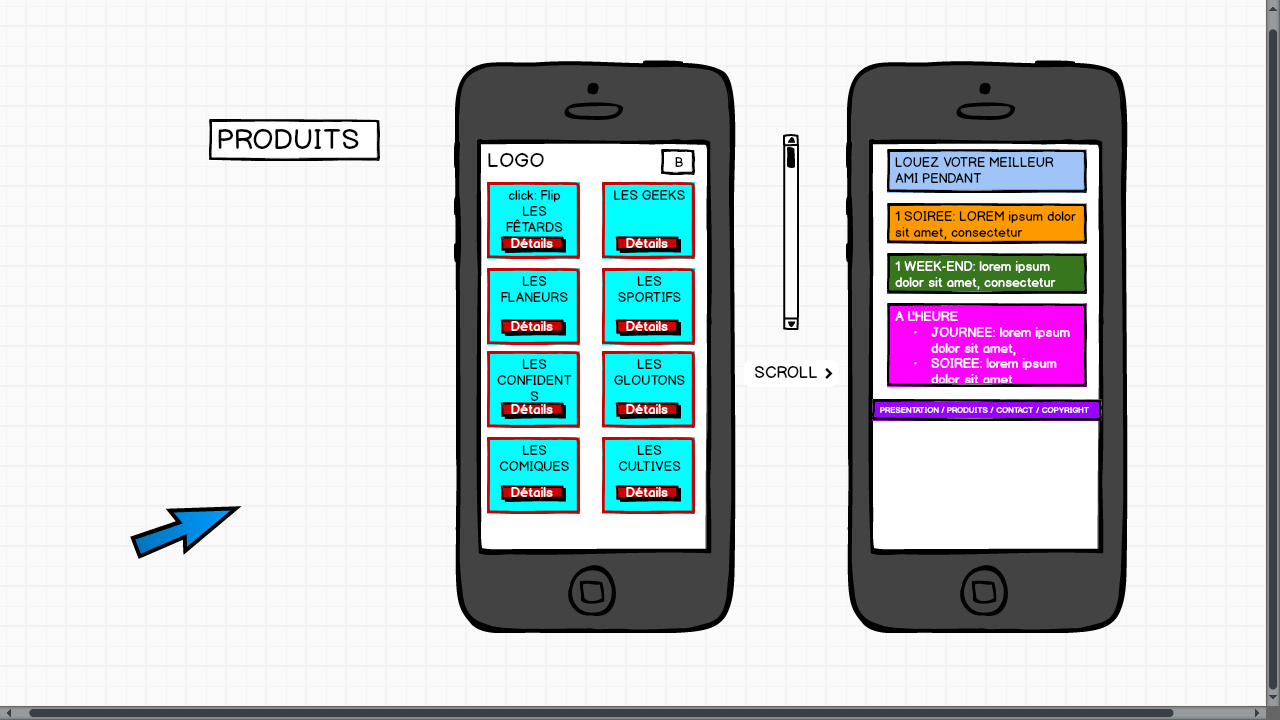 PRODUITS
LOGO
B
click: Flip
LES
FÊTARDS
Détails
LES GEEKS
Détails
LES
FLANEURS
Détails
LES
SPORTIFS
Détails
LES
CONFIDENT
S
Détails
LES
GLOUTONS
Détails
LES
COMIQUES
Détails
LES
CULTIVES
Détails
SCROLL >
LOUEZ VOTRE MEILLEUR
AMI PENDANT
1 SOIREE: LOREM ipsum dolor
sit amet, consectetur
1 WEEK-END: lorem ipsum
dolor sit amet, consectetur
A L'HEURE
• JOURNEE: lorem ipsum
dolor sit amet,
• SOIREE: lorem ipsum
dolor sit amet
PRESENTATION / PRODUITS / CONTACT / COPYRIGHT